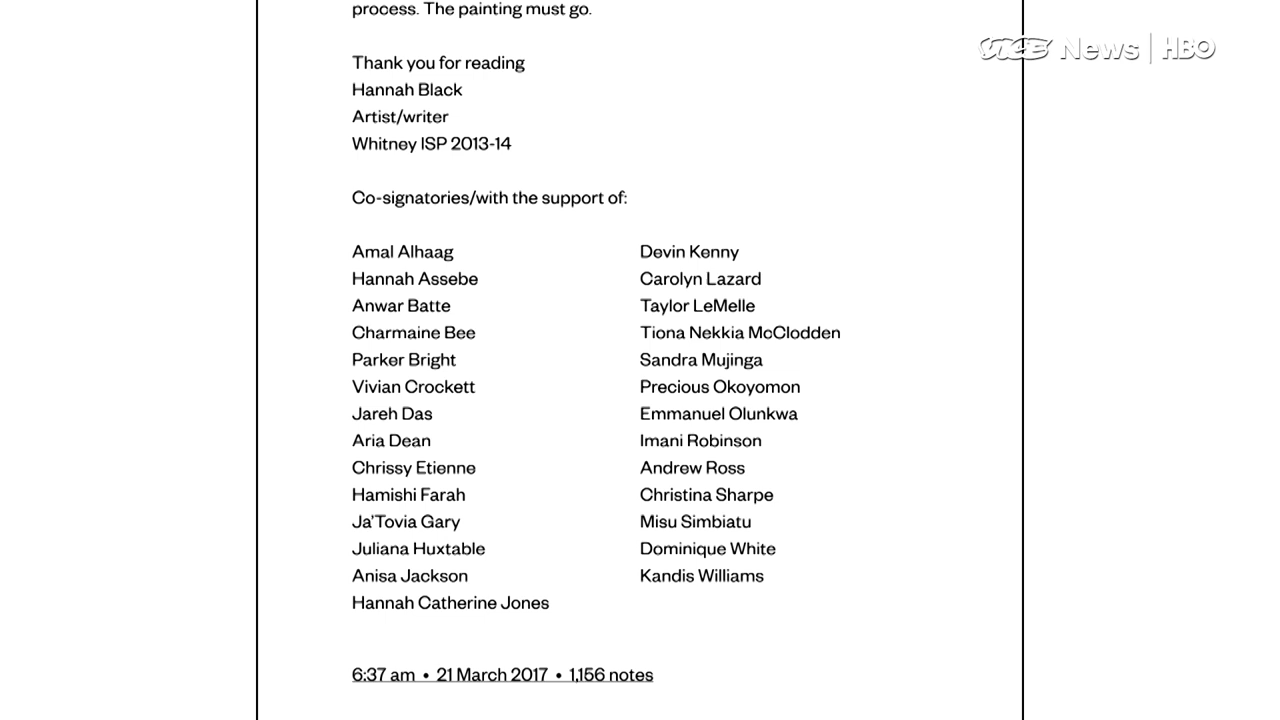 process. The painting must go.
VICE News | HBO
Thank you for reading
Hannah Black
Artist/writer
Whitney ISP 2013-14
Co-signatories/with the support of:
Amal Alhaag
Hannah Assebe
Anwar Batte
Charmaine Bee
Parker Bright
Vivian Crockett
Jareh Das
Aria Dean
Chrissy Etienne
Hamishi Farah
Ja'Tovia Gary
Juliana Huxtable
Anisa Jackson
Hannah Catherine Jones
Devin Kenny
Carolyn Lazard
Taylor LeMelle
Tiona Nekkia McClodden
Sandra Mujinga
Precious Okoyomon
Emmanuel Olunkwa
Imani Robinson
Andrew Ross
Christina Sharpe
Misu Simbiatu
Dominique White
Kandis Williams
6:37 am • 21 March 2017 • 1,156 notes